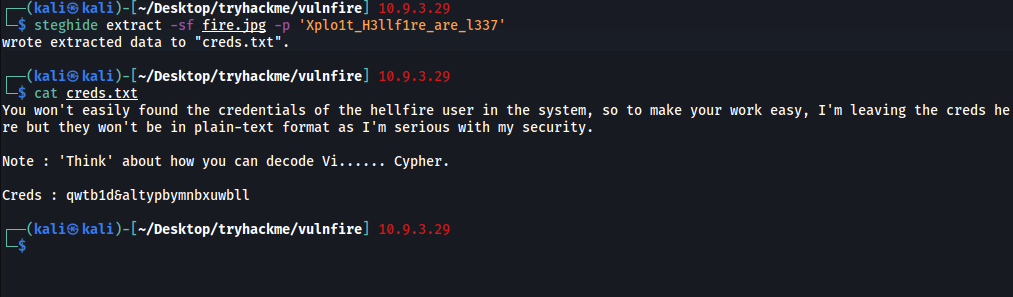 (kali㉿kali)-[~/Desktop/tryhackme/vulnfire] 10.9.3.29
$ steghide extract -sf fire.jpg -p 'Xplo1t_H3llf1re_are_l337'
wrote extracted data to "creds.txt".
(kali㉿kali)-[~/Desktop/tryhackme/vulnfire] 10.9.3.29
$ cat creds.txt
You won't easily found the credentials of the hellfire user in the system, so to make your work easy, I'm leaving the creds he
re but they won't be in plain-text format as I'm serious with my security.
Note : 'Think' about how you can decode Vi...... Cypher.
Creds : qwtb1d&altypbymnbxuwbll
(kali㉿kali)-[~/Desktop/tryhackme/vulnfire] 10.9.3.29
$